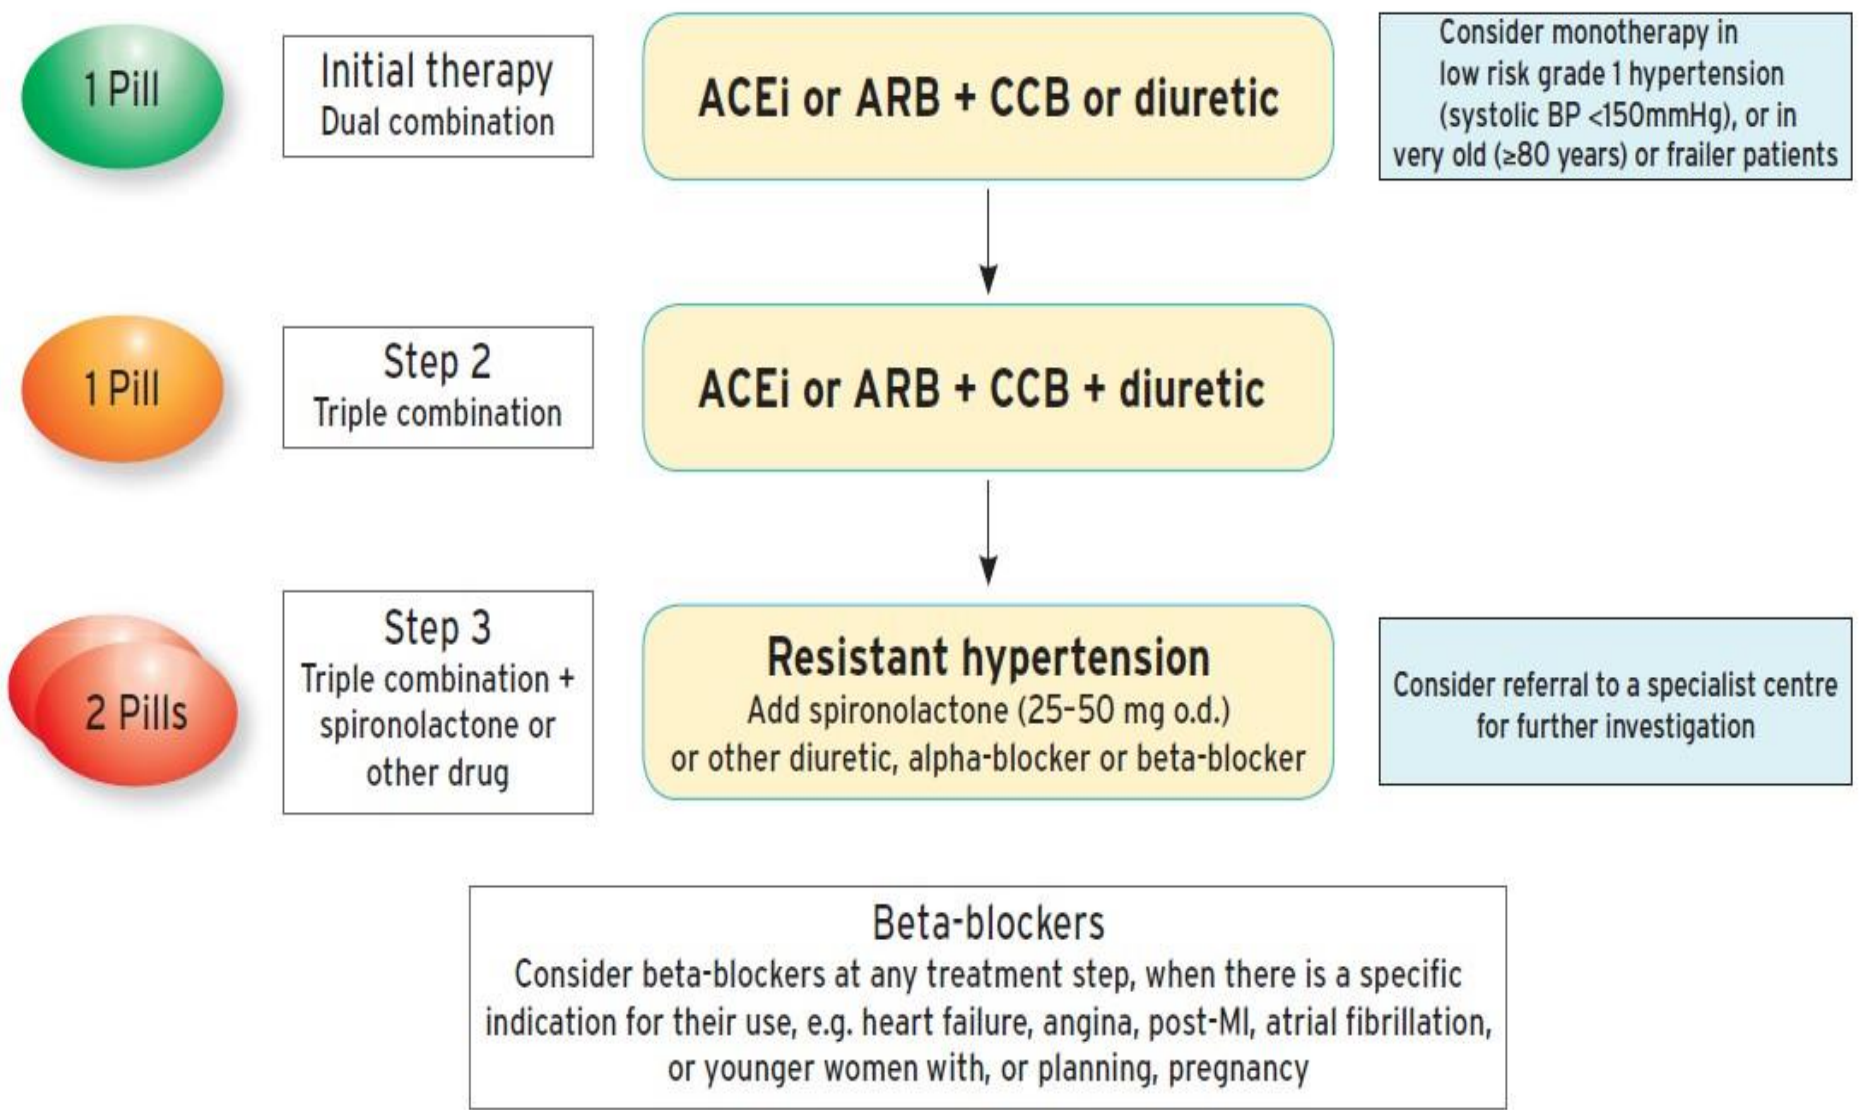 1 Pill
Initial therapy
Dual combination
ACEi or ARB + CCB or diuretic
Consider monotherapy in
low risk grade 1 hypertension
(systolic BP <150mmHg), or in
very old (≥80 years) or frailer patients
1 Pill
Step 2
Triple combination
ACEi or ARB + CCB + diuretic
2 Pills
Step 3
Triple combination +
spironolactone or
other drug
Resistant hypertension
Add spironolactone (25–50 mg o.d.)
or other diuretic, alpha-blocker or beta-blocker
Consider referral to a specialist centre
for further investigation
Beta-blockers
Consider beta-blockers at any treatment step, when there is a specific
indication for their use, e.g. heart failure, angina, post-MI, atrial fibrillation,
or younger women with, or planning, pregnancy